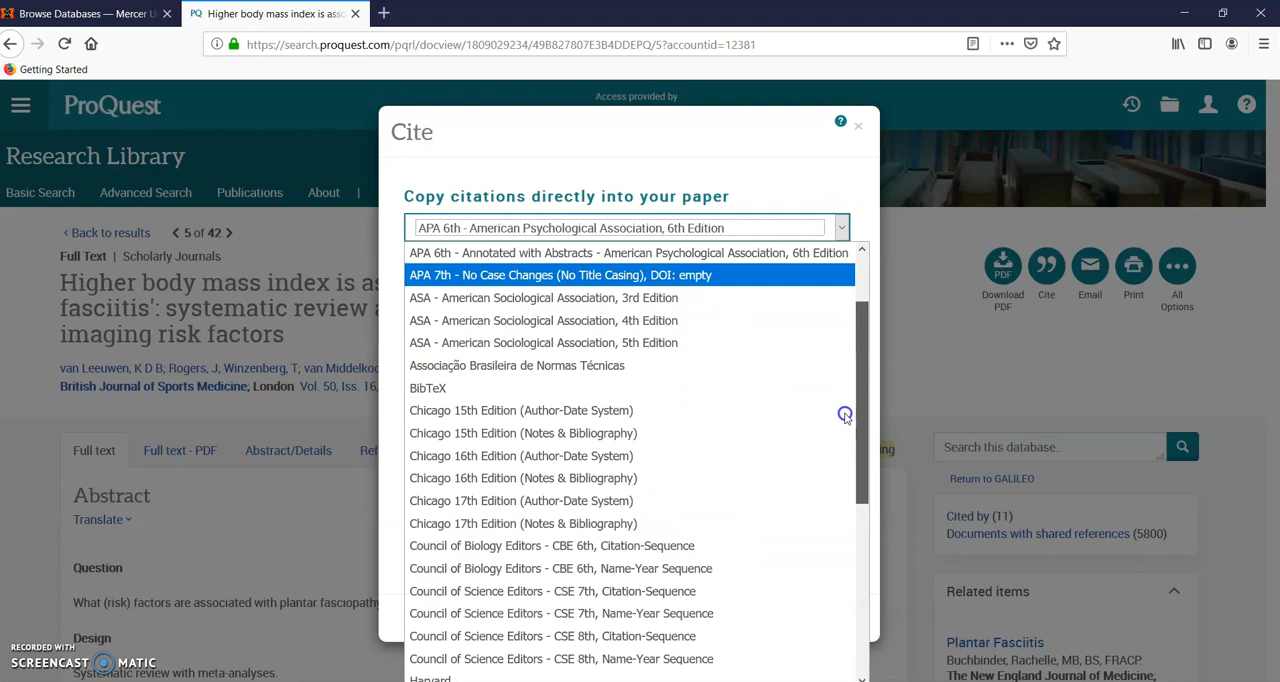 Browse Databases — Mercer U
PQ Higher body mass index is asso
https://search.proquest.com/pqrl/docview/1809029234/49B827807E3B4DDEPQ/5?accountid=12381
Getting Started
ProQuest
Access provided by
Research Library
Basic Search Advanced Search Publications About |
Cite
Copy citations directly into your paper
APA 6th - American Psychological Association, 6th Edition
APA 6th - Annotated with Abstracts - American Psychological Association, 6th Edition
APA 7th - No Case Changes (No Title Casing), DOI: empty
ASA - American Sociological Association, 3rd Edition
ASA - American Sociological Association, 4th Edition
ASA - American Sociological Association, 5th Edition
Associação Brasileira de Normas Técnicas
BibTeX
Chicago 15th Edition (Author-Date System)
Chicago 15th Edition (Notes & Bibliography)
Chicago 16th Edition (Author-Date System)
Chicago 16th Edition (Notes & Bibliography)
Chicago 17th Edition (Author-Date System)
Chicago 17th Edition (Notes & Bibliography)
Council of Biology Editors - CBE 6th, Citation-Sequence
Council of Biology Editors - CBE 6th, Name-Year Sequence
Council of Science Editors - CSE 7th, Citation-Sequence
Council of Science Editors - CSE 7th, Name-Year Sequence
Council of Science Editors - CSE 8th, Citation-Sequence
Council of Science Editors - CSE 8th, Name-Year Sequence
Harvard
‹ Back to results < 5 of 42 >
Full Text | Scholarly Journals
Higher body mass index is as
fasciitis': systematic review a
imaging risk factors
van Leeuwen, K D B; Rogers, J; Winzenberg, T; van Middelkoo
British Journal of Sports Medicine; London Vol. 50, Iss. 16,
Download PDF
Cite
Email
Print
All Options
Full text Full text - PDF Abstract/Details Ref
ng
Search this database...
Return to GALILEO
Cited by (11)
Documents with shared references (5800)
Related items
Plantar Fasciitis
Buchbinder, Rachelle, MB, BS, FRACP.
The New England Journal of Medicine;
Abstract
Translate
Question
What (risk) factors are associated with plantar fasciopathy
Design
Systematic review with meta-analyses.
RECORDED WITH
SCREENCAST MATIC